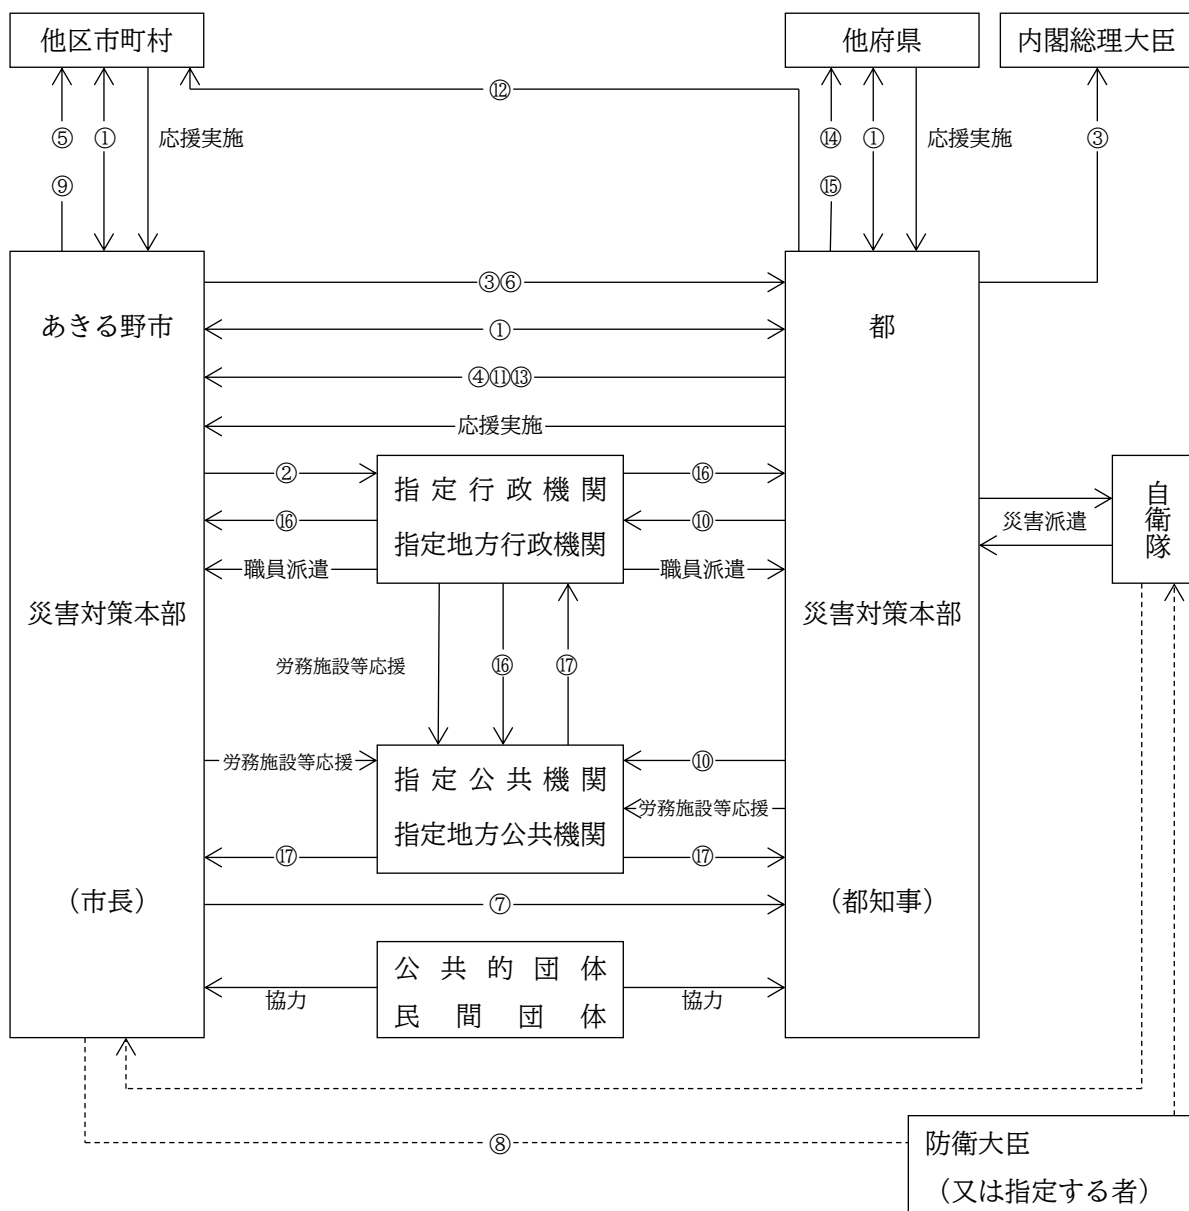 他区市町村
他府県
内閣総理大臣
⑫
⑤
①
応援実施
⑭
①
応援実施
③
⑨
⑮
③⑥
あきる野市
①
都
④⑪⑬
応援実施
②
指定行政機関
⑯
自衛隊
⑯
指定地方行政機関
⑩
災害派遣
職員派遣
職員派遣
災害対策本部
災害対策本部
労務施設等応援
⑯
⑰
労務施設等応援
指定公共機関
⑩
労務施設等応援
指定地方公共機関
⑰
⑰
（市長）
⑦
（都知事）
公共的団体
協力
協力
民間団体
⑧
防衛大臣
（又は指定する者）